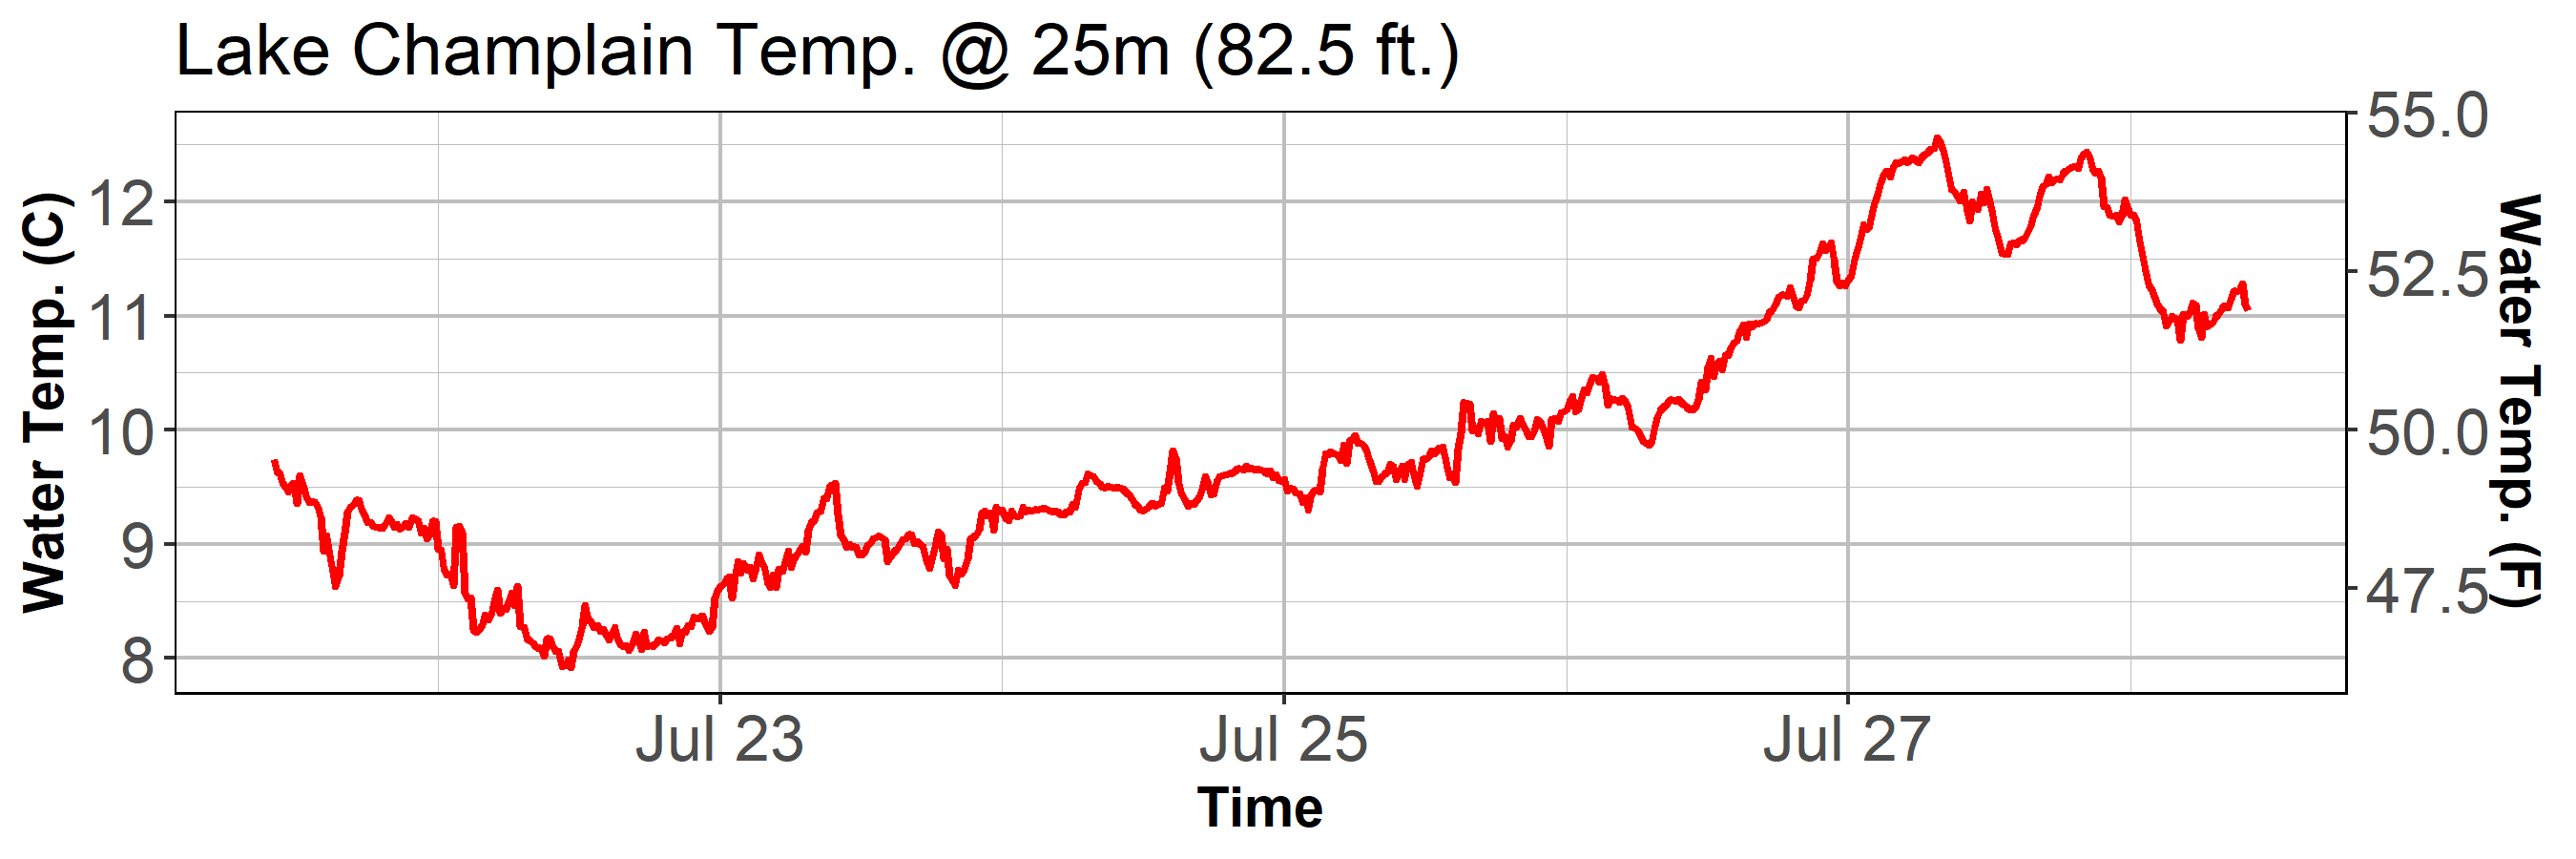 Lake Champlain Temp. @ 25m (82.5 ft.)
Water Temp. (C)
12
11
10
9
8
55.0
52.5
50.0
47.5
Water Temp. (F)
Jul 23
Jul 25
Jul 27
Time